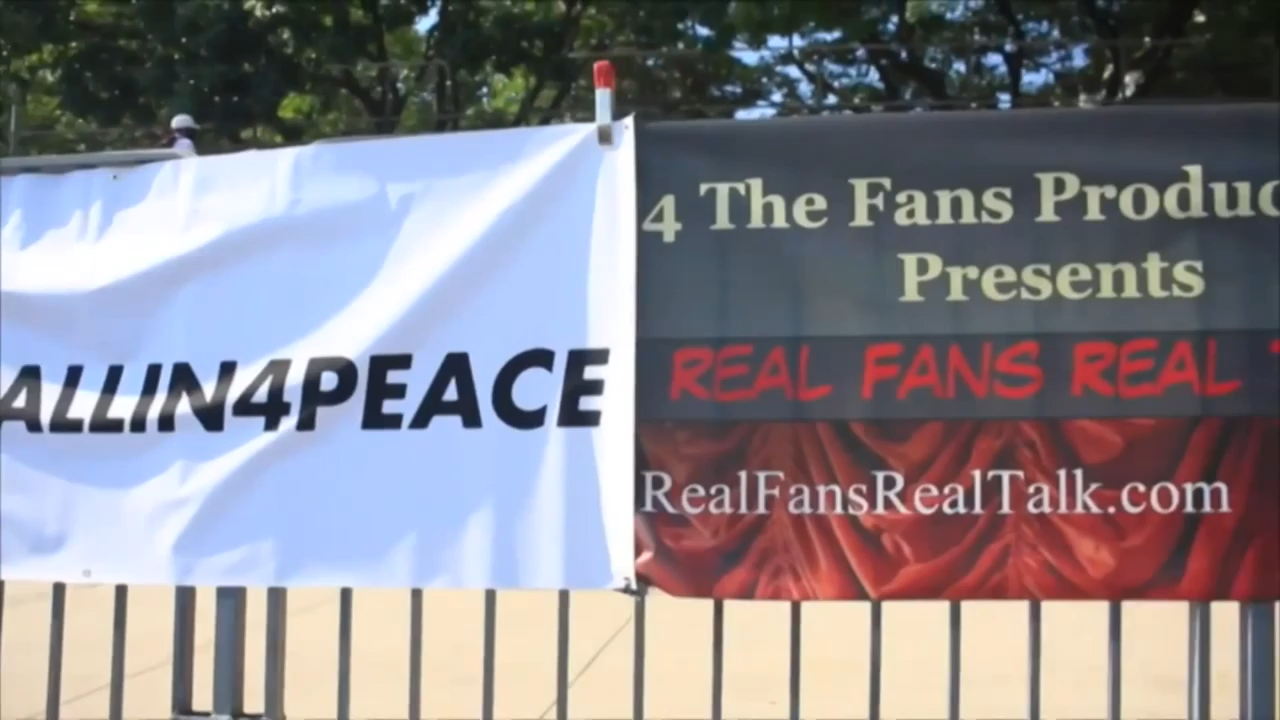 ALLIN4PEACE
4 The Fans Produc
Presents
REAL FANS REAL
RealFansRealTalk.com